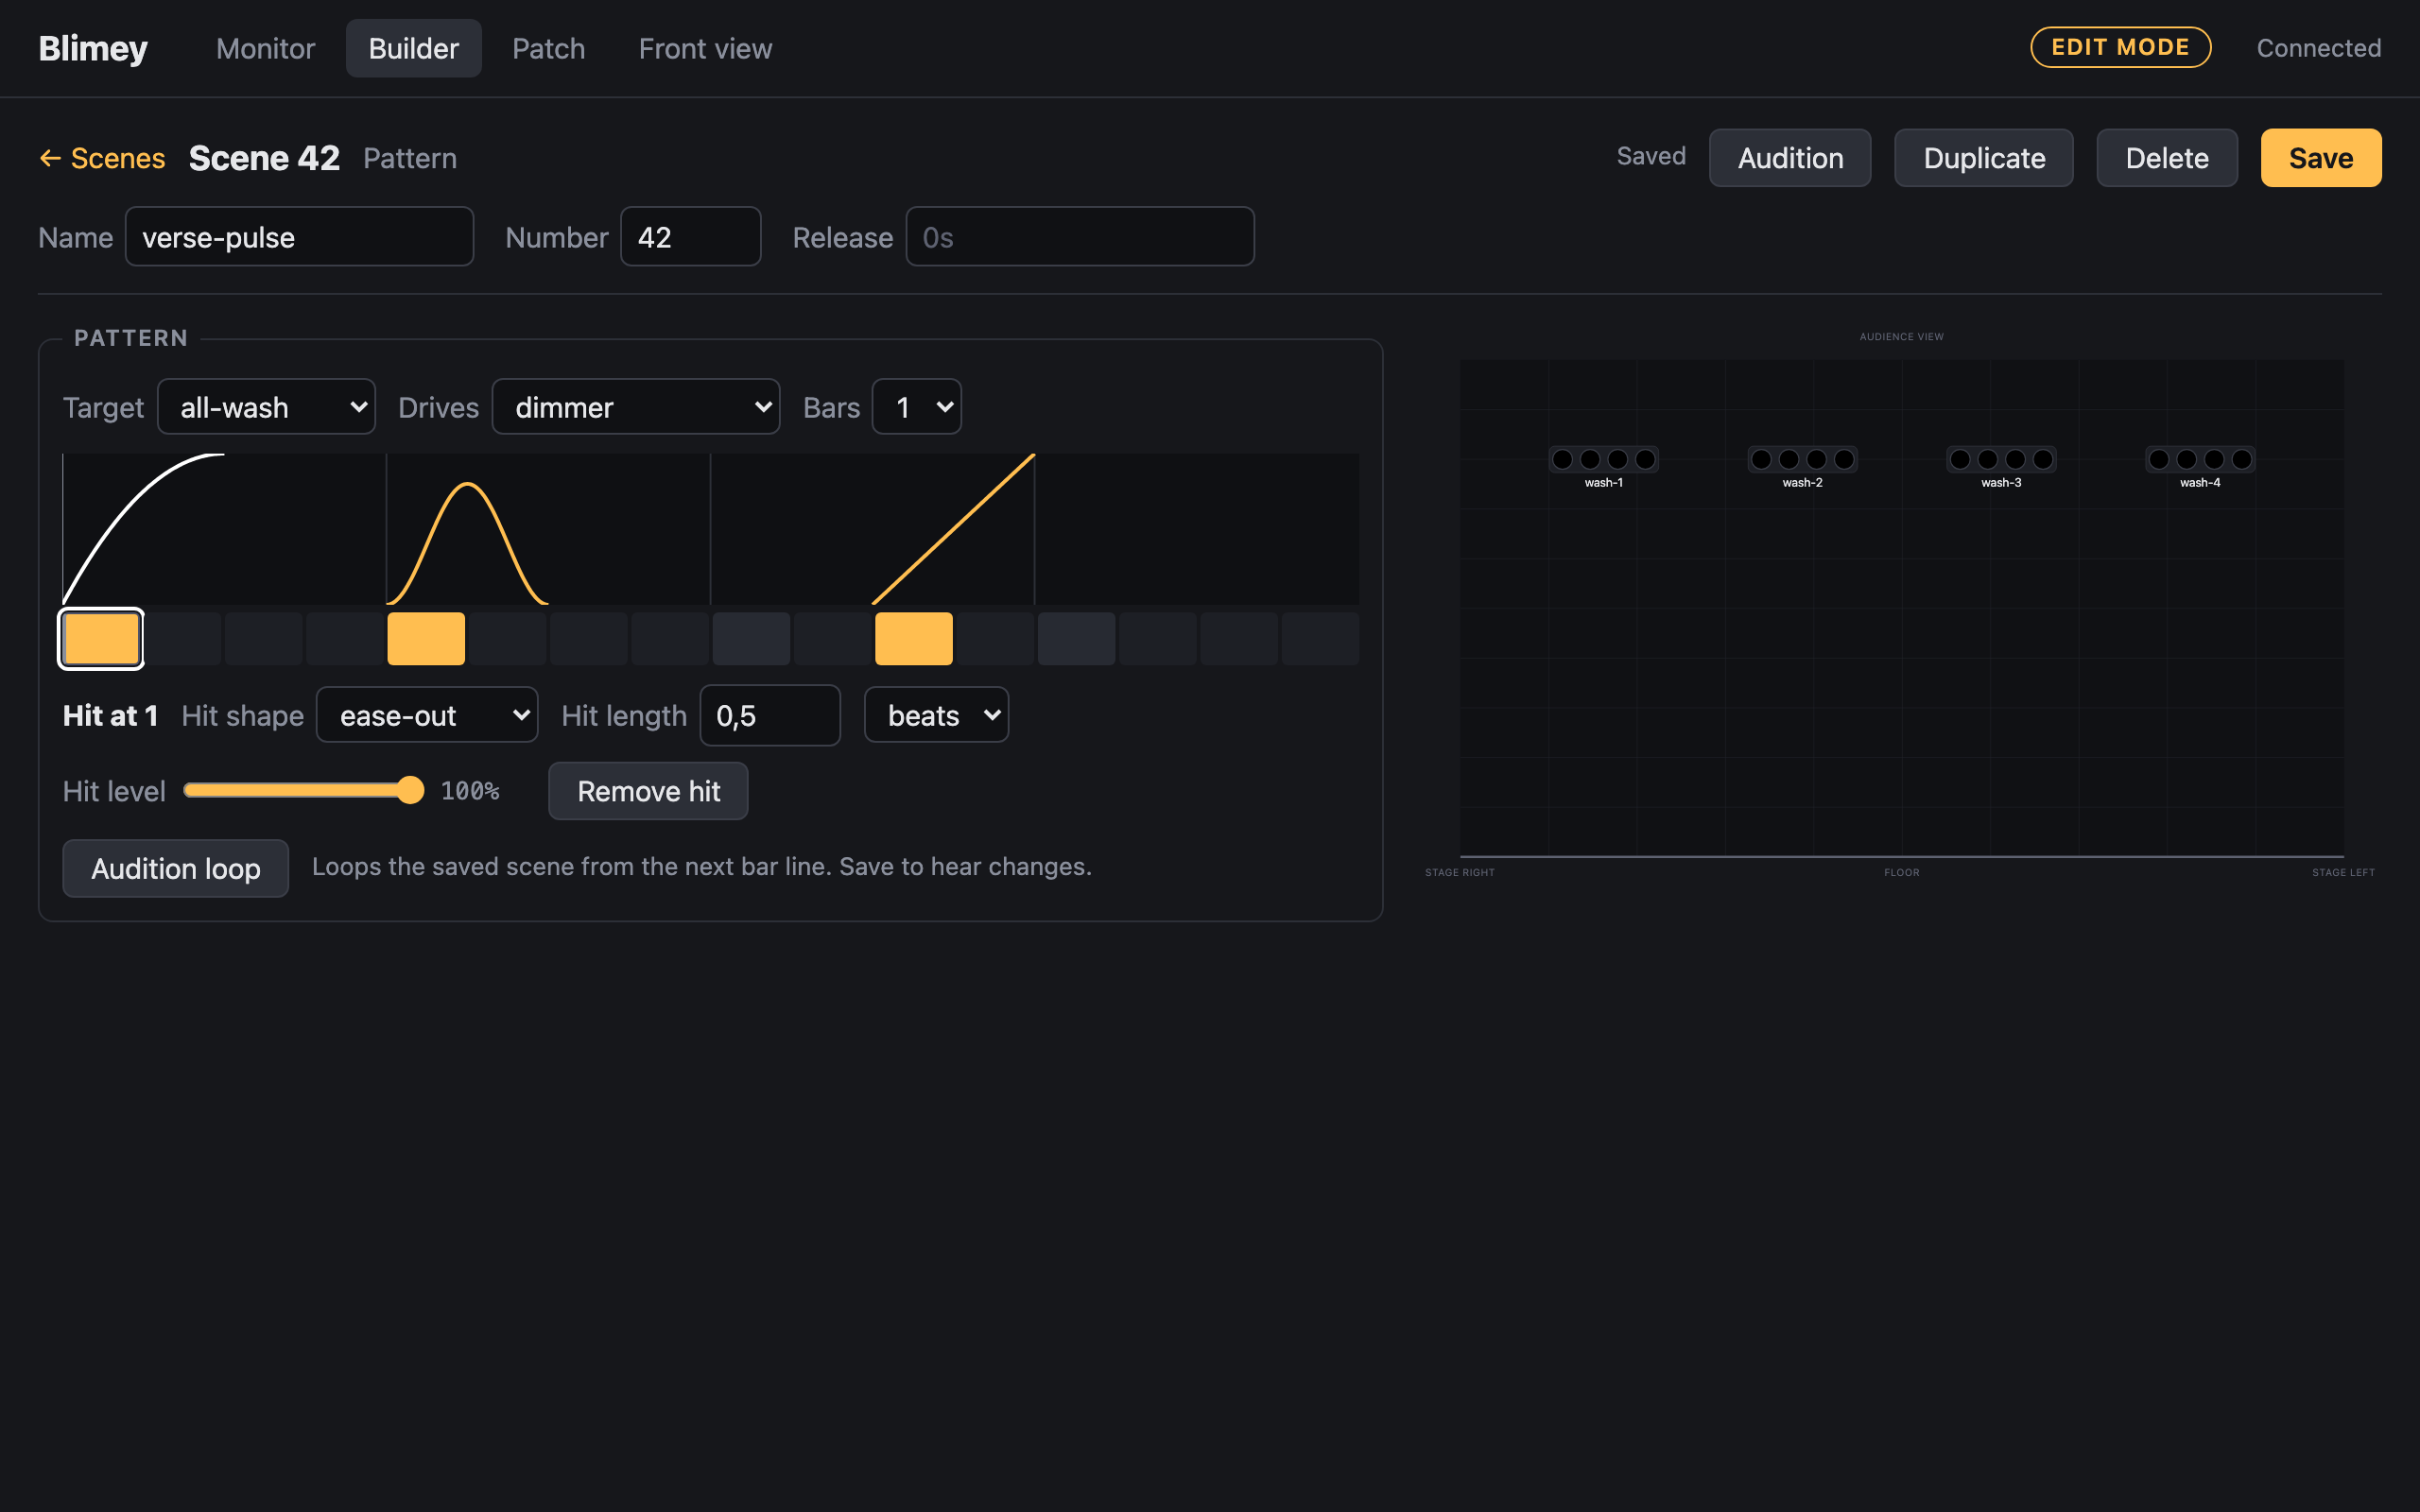 Blimey Monitor Builder Patch Front view EDIT MODE Connected
← Scenes Scene 42 Pattern Saved Audition Duplicate Delete Save
Name verse-pulse Number 42 Release 0s
PATTERN
Target all-wash Drives dimmer Bars 1
Hit at 1 Hit shape ease-out Hit length 0,5 beats
Hit level 100% Remove hit
Audition loop Loops the saved scene from the next bar line. Save to hear changes.
AUDIENCE VIEW
wash-1 wash-2 wash-3 wash-4
STAGE RIGHT FLOOR STAGE LEFT